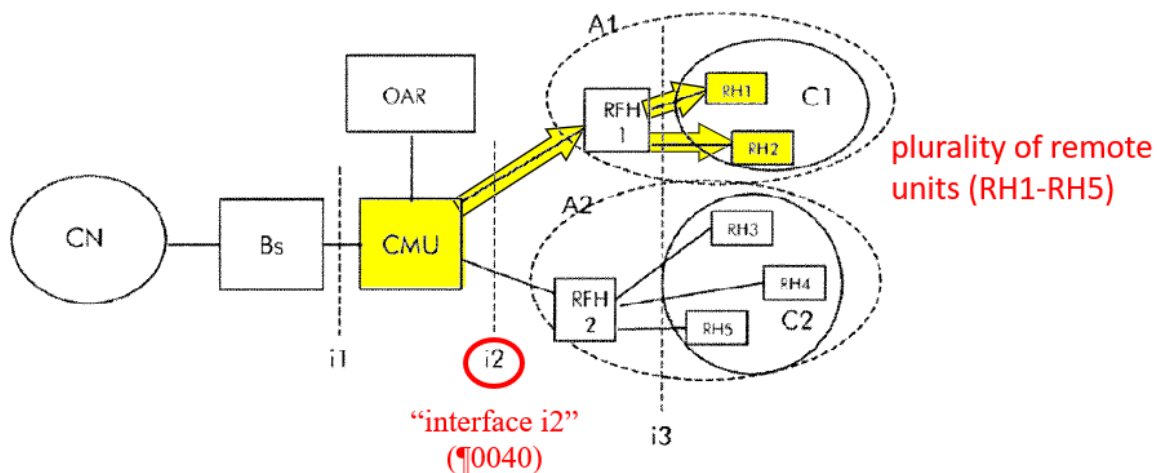 A1
OAR
RFH
1
RH1
C1
RH2
plurality of remote
units (RH1-RH5)
CN
Bs
CMU
A2
RH3
RFH
2
RH4
RH5
C2
i1
i2
i3
“interface i2”
(¶0040)